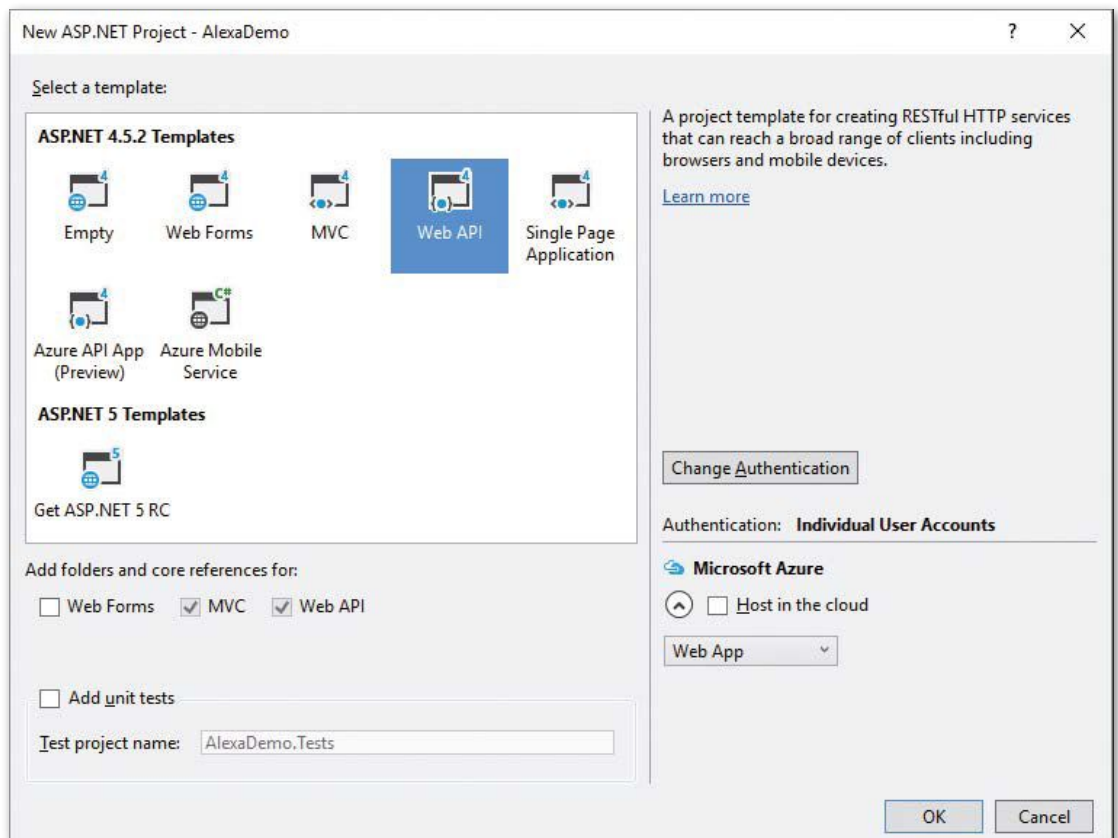 New ASP.NET Project - AlexaDemo
?
Select a template:
ASP.NET 4.5.2 Templates
4
Empty
4
Web Forms
4
MVC
4
Web API
4
Single Page
Application
4
Azure API App
(Preview)
C#
Azure Mobile
Service
ASP.NET 5 Templates
5
Get ASP.NET 5 RC
A project template for creating RESTful HTTP services
that can reach a broad range of clients including
browsers and mobile devices.
Learn more
Change Authentication
Authentication: Individual User Accounts
Microsoft Azure
Host in the cloud
Web App
Add folders and core references for:
Web Forms MVC Web API
Add unit tests
Test project name: AlexaDemo.Tests
OK Cancel